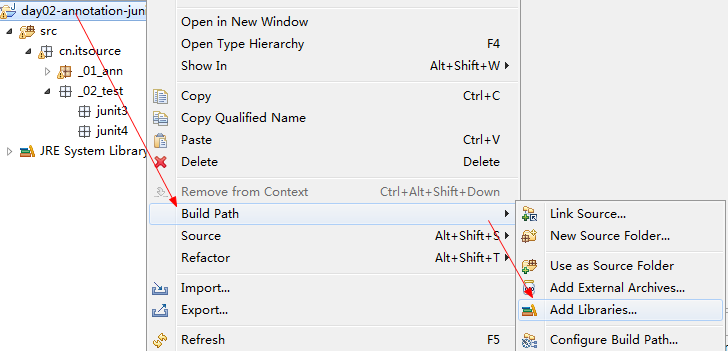 day02-annotation-juni
src
cn.itsource
_01_ann
_02_test
junit3
junit4
JRE System Library
Open in New Window
Open Type Hierarchy F4
Show In Alt+Shift+W
Copy Ctrl+C
Copy Qualified Name
Paste Ctrl+V
Delete Delete
Remove from Context Ctrl+Alt+Shift+Down
Build Path
Source Alt+Shift+S
Refactor Alt+Shift+T
Import...
Export...
Refresh F5
Link Source...
New Source Folder...
Use as Source Folder
Add External Archives...
Add Libraries...
Configure Build Path...